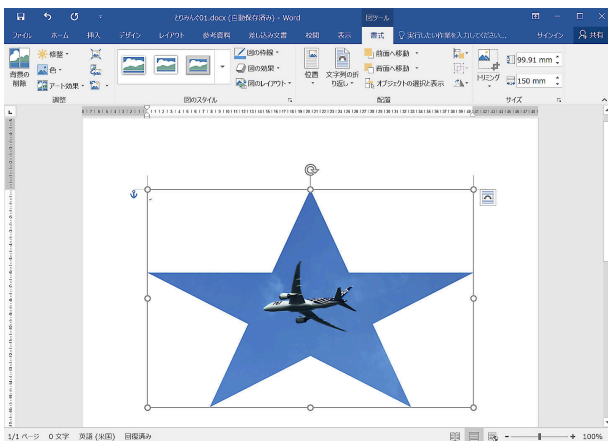 とりみんぐ01.docx (自動保存済み) - Word
図ツール
ファイル ホーム 挿入 デザイン レイアウト 参考資料 差し込み文書 校閲 表示 書式 実行したい作業を入力してください... サインイン 共有
背景の削除
修整
色
アート効果
調整
図のスタイル
図の枠線
図の効果
図のレイアウト
位置
文字列の折り返し
前面へ移動
背面へ移動
オブジェクトの選択と表示
配置
トリミング
99.91 mm
150 mm
サイズ
1/1 ページ 0 文字 英語 (米国) 回復済み 100%